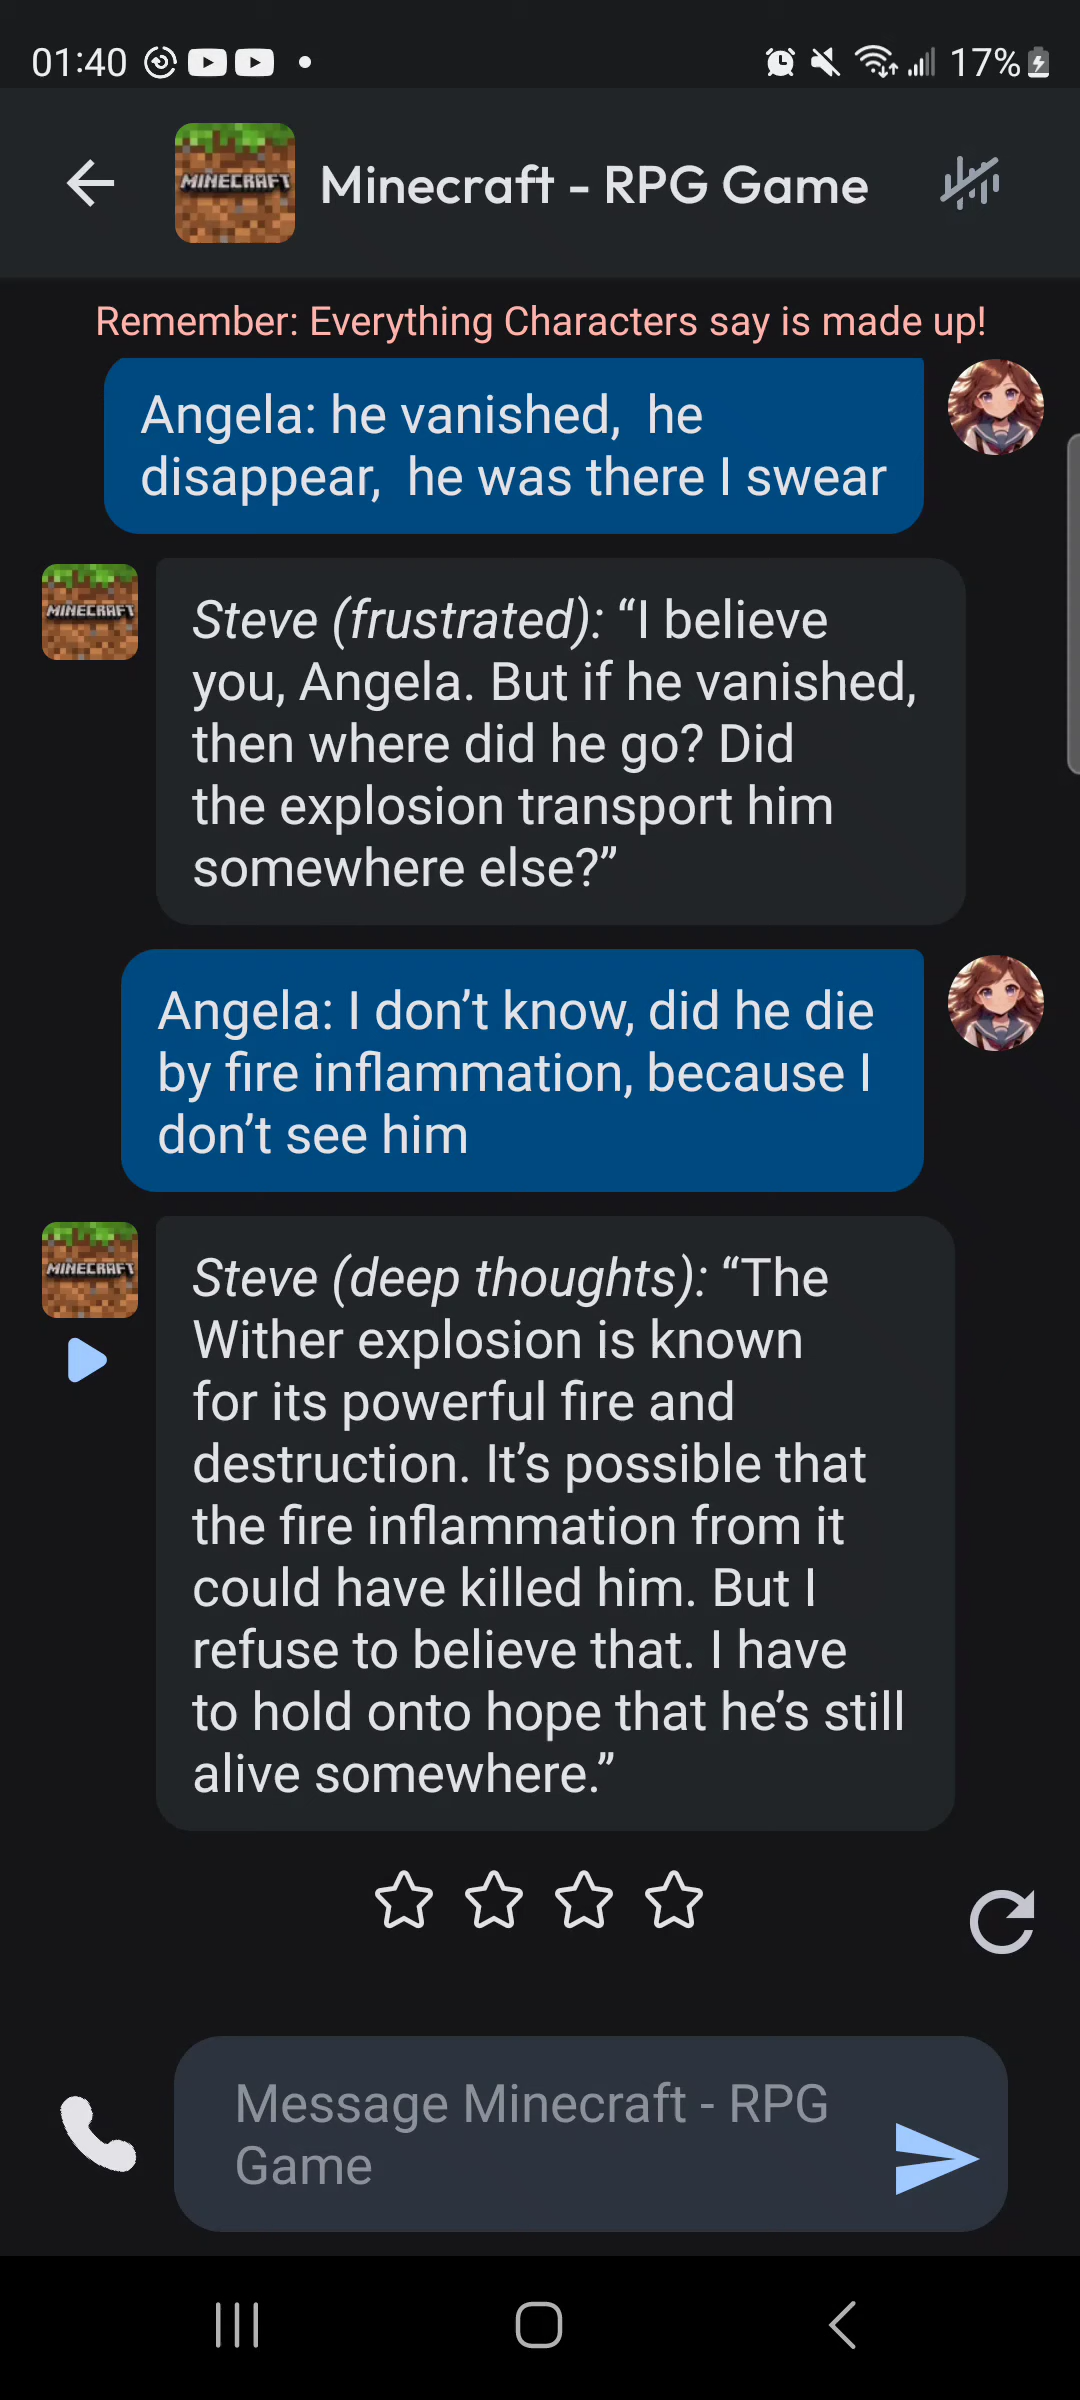 01:40
17%
MINECRAFT
Minecraft - RPG Game
Remember: Everything Characters say is made up!
Angela: he vanished,  he
disappear,  he was there I swear
MINECRAFT
Steve (frustrated): “I believe
you, Angela. But if he vanished,
then where did he go? Did
the explosion transport him
somewhere else?”
Angela: I don’t know, did he die
by fire inflammation, because I
don’t see him
MINECRAFT
Steve (deep thoughts): “The
Wither explosion is known
for its powerful fire and
destruction. It’s possible that
the fire inflammation from it
could have killed him. But I
refuse to believe that. I have
to hold onto hope that he’s still
alive somewhere.”
Message Minecraft - RPG
Game